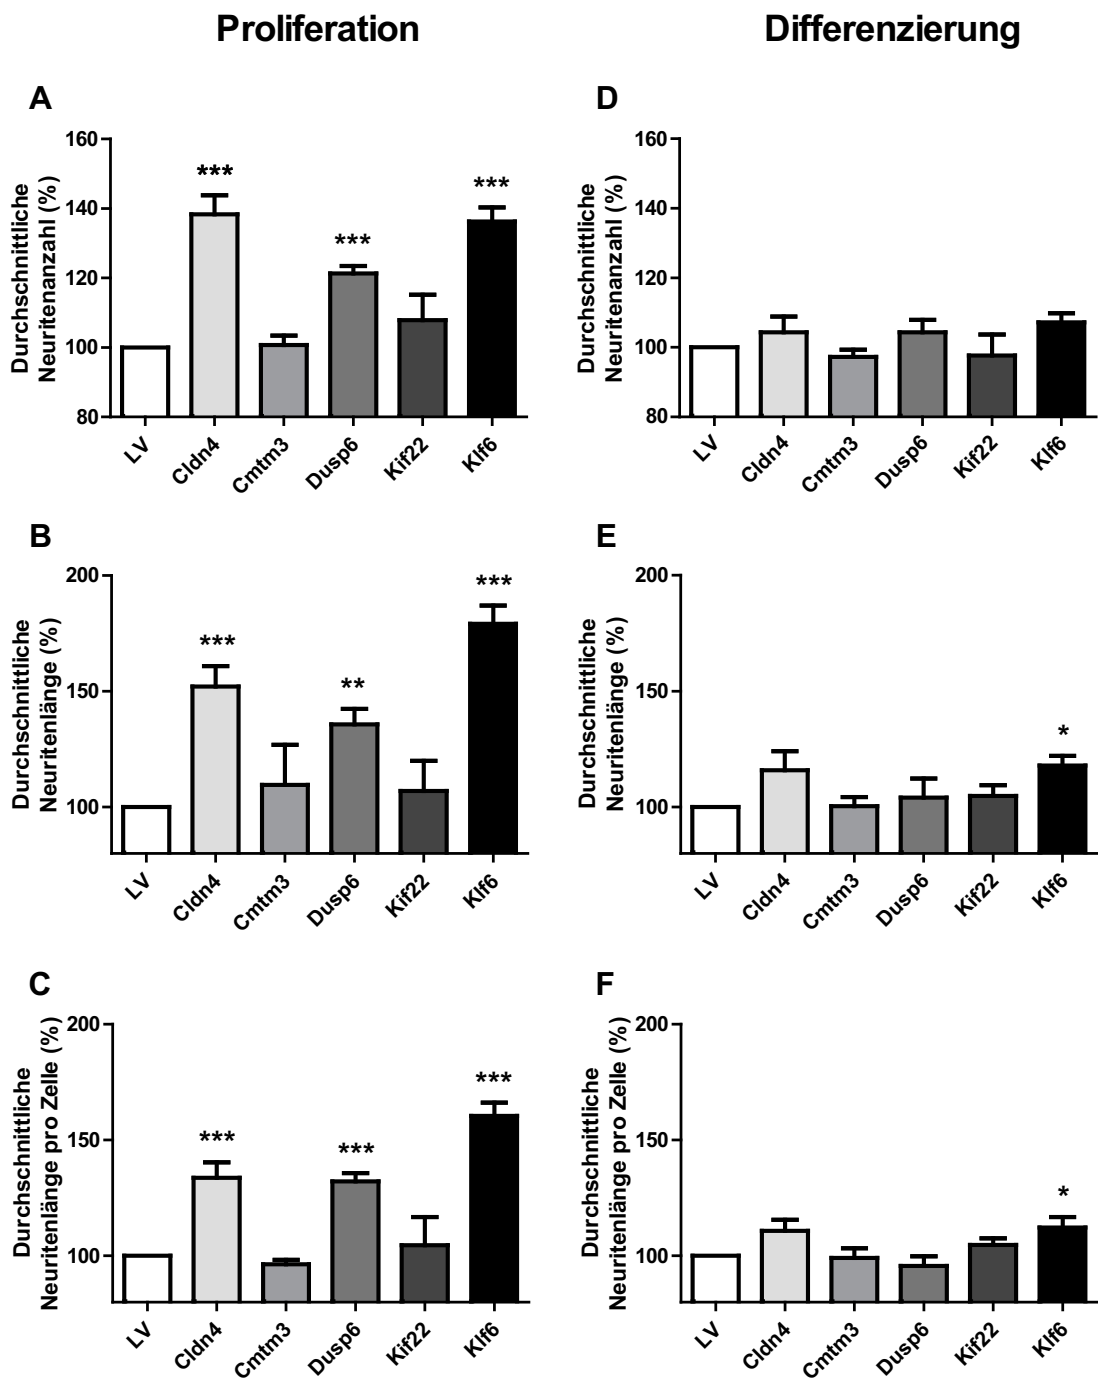 Proliferation
Differenzierung
A
Durchschnittliche
Neuritenanzahl (%)
160
140
120
100
80
***
***
***
LV
Cldn4
Cmtm3
Dusp6
Kif22
Klf6
D
Durchschnittliche
Neuritenanzahl (%)
160
140
120
100
80
LV
Cldn4
Cmtm3
Dusp6
Kif22
Klf6
B
Durchschnittliche
Neuritenlänge (%)
200
150
100
***
**
***
LV
Cldn4
Cmtm3
Dusp6
Kif22
Klf6
E
Durchschnittliche
Neuritenlänge (%)
200
150
100
*
LV
Cldn4
Cmtm3
Dusp6
Kif22
Klf6
C
Durchschnittliche
Neuritenlänge pro Zelle (%)
200
150
100
***
***
***
LV
Cldn4
Cmtm3
Dusp6
Kif22
Klf6
F
Durchschnittliche
Neuritenlänge pro Zelle (%)
200
150
100
*
LV
Cldn4
Cmtm3
Dusp6
Kif22
Klf6